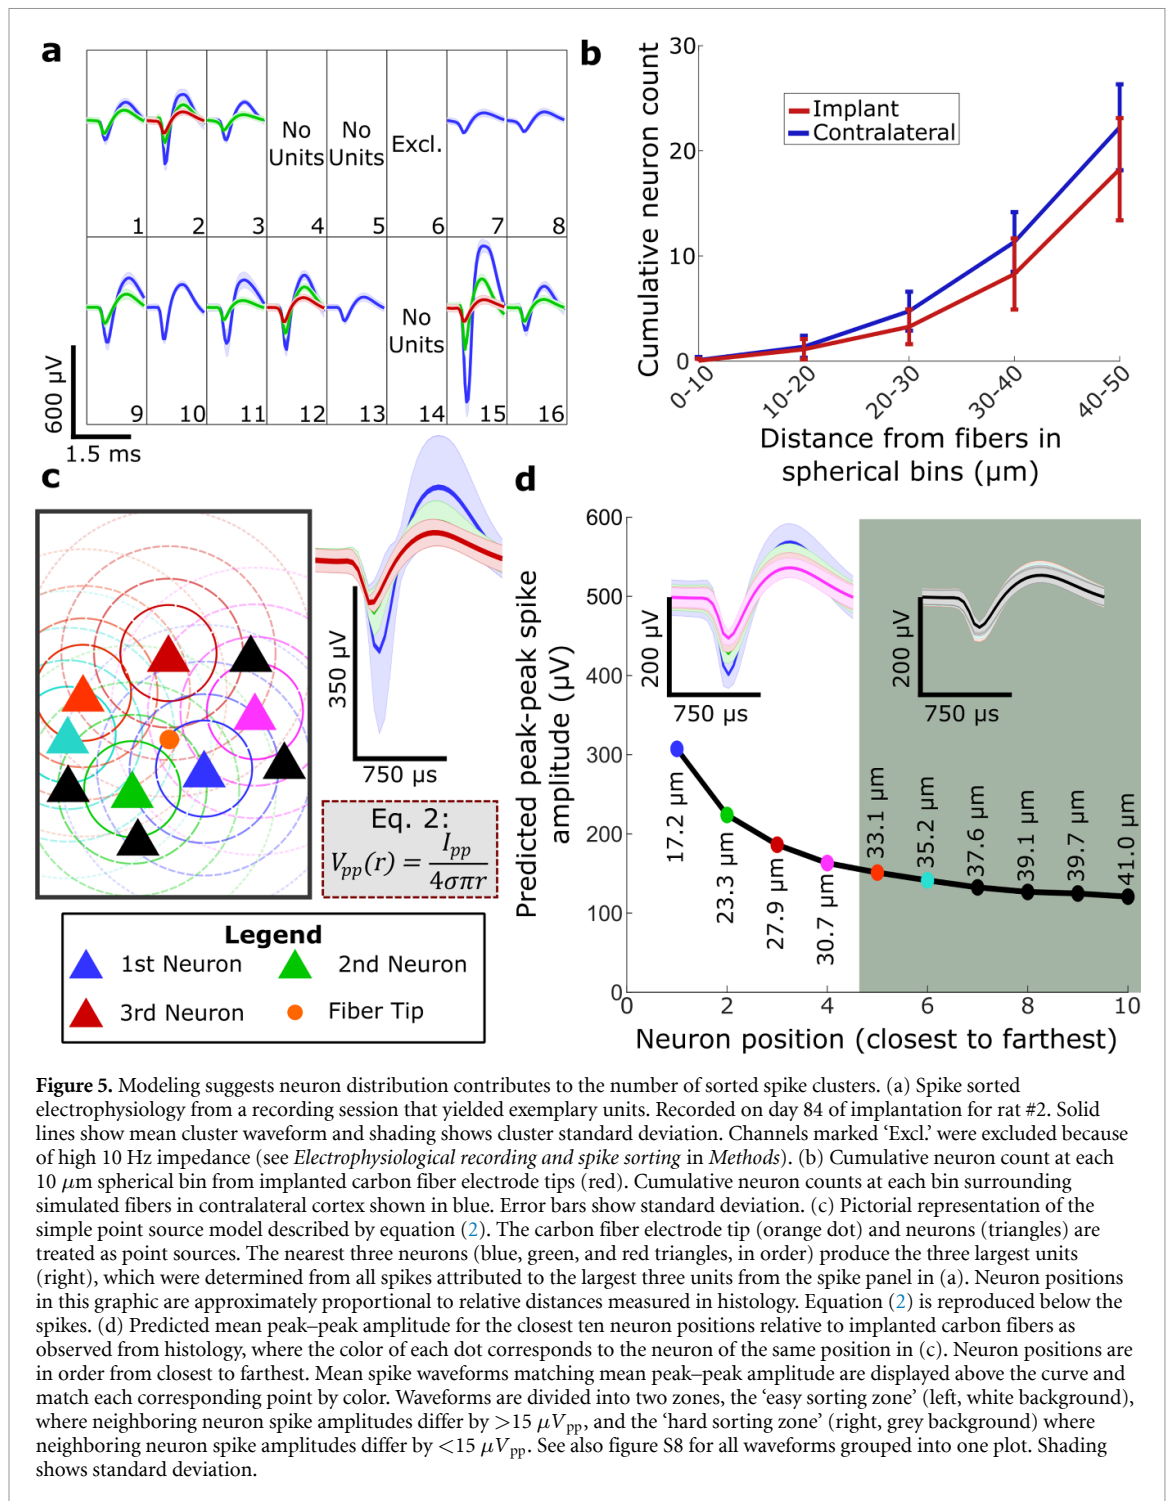 a
No
Units
No
Units
Excl.
1
2
3
4
5
6
7
8
No
Units
9
10
11
12
13
14
15
16
600 µV
1.5 ms
b
30
20
10
0
Cumulative neuron count
Implant
Contralateral
0-10
10-20
20-30
30-40
40-50
Distance from fibers in
spherical bins (µm)
c
350 µV
750 µs
Eq. 2:
V_pp(r) = I_pp / 4σπr
Legend
1st Neuron
2nd Neuron
3rd Neuron
Fiber Tip
d
600
500
400
300
200
100
0
Predicted peak-peak spike
amplitude (µV)
200 µV
750 µs
200 µV
750 µs
17.2 µm
23.3 µm
27.9 µm
30.7 µm
33.1 µm
35.2 µm
37.6 µm
39.1 µm
39.7 µm
41.0 µm
0
2
4
6
8
10
Neuron position (closest to farthest)
Figure 5. Modeling suggests neuron distribution contributes to the number of sorted spike clusters. (a) Spike sorted
electrophysiology from a recording session that yielded exemplary units. Recorded on day 84 of implantation for rat #2. Solid
lines show mean cluster waveform and shading shows cluster standard deviation. Channels marked ‘Excl.’ were excluded because
of high 10 Hz impedance (see Electrophysiological recording and spike sorting in Methods). (b) Cumulative neuron count at each
10 µm spherical bin from implanted carbon fiber electrode tips (red). Cumulative neuron counts at each bin surrounding
simulated fibers in contralateral cortex shown in blue. Error bars show standard deviation. (c) Pictorial representation of the
simple point source model described by equation (2). The carbon fiber electrode tip (orange dot) and neurons (triangles) are
treated as point sources. The nearest three neurons (blue, green, and red triangles, in order) produce the three largest units
(right), which were determined from all spikes attributed to the largest three units from the spike panel in (a). Neuron positions
in this graphic are approximately proportional to relative distances measured in histology. Equation (2) is reproduced below the
spikes. (d) Predicted mean peak–peak amplitude for the closest ten neuron positions relative to implanted carbon fibers as
observed from histology, where the color of each dot corresponds to the neuron of the same position in (c). Neuron positions are
in order from closest to farthest. Mean spike waveforms matching mean peak–peak amplitude are displayed above the curve and
match each corresponding point by color. Waveforms are divided into two zones, the ‘easy sorting zone’ (left, white background),
where neighboring neuron spike amplitudes differ by >15 µV_pp, and the ‘hard sorting zone’ (right, grey background) where
neighboring neuron spike amplitudes differ by <15 µV_pp. See also figure S8 for all waveforms grouped into one plot. Shading
shows standard deviation.